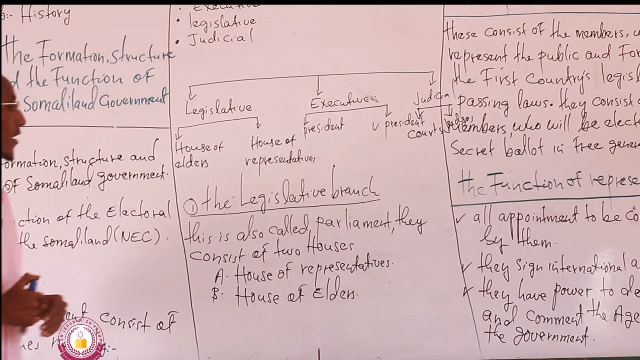 :- History
The Formation, Structure
d the Function of
Somaliland Government
ormation, structure and
OF Somaliland government.
ction of the Electoral
the Somaliland (NEC).
ent consist of
• Executive
• legislative
• Judicial
Legislative
Executive
Judicia
House of elders
House of representatives
president
v. president
Courts
Judges
① the Legislative branch
this is also called parliament, they
consist of two Houses
A. House of representatives.
B. House of Elders.
These consist of the members,
represent the public and For
the First Country's legis
passing laws. they consist o
Members who will be elect
Secret ballot in free gener
the Function of represe
✓ all appointment to be Co
by them.
✓ they sign international a
✓ they have power to de
and comment the Age
the government.